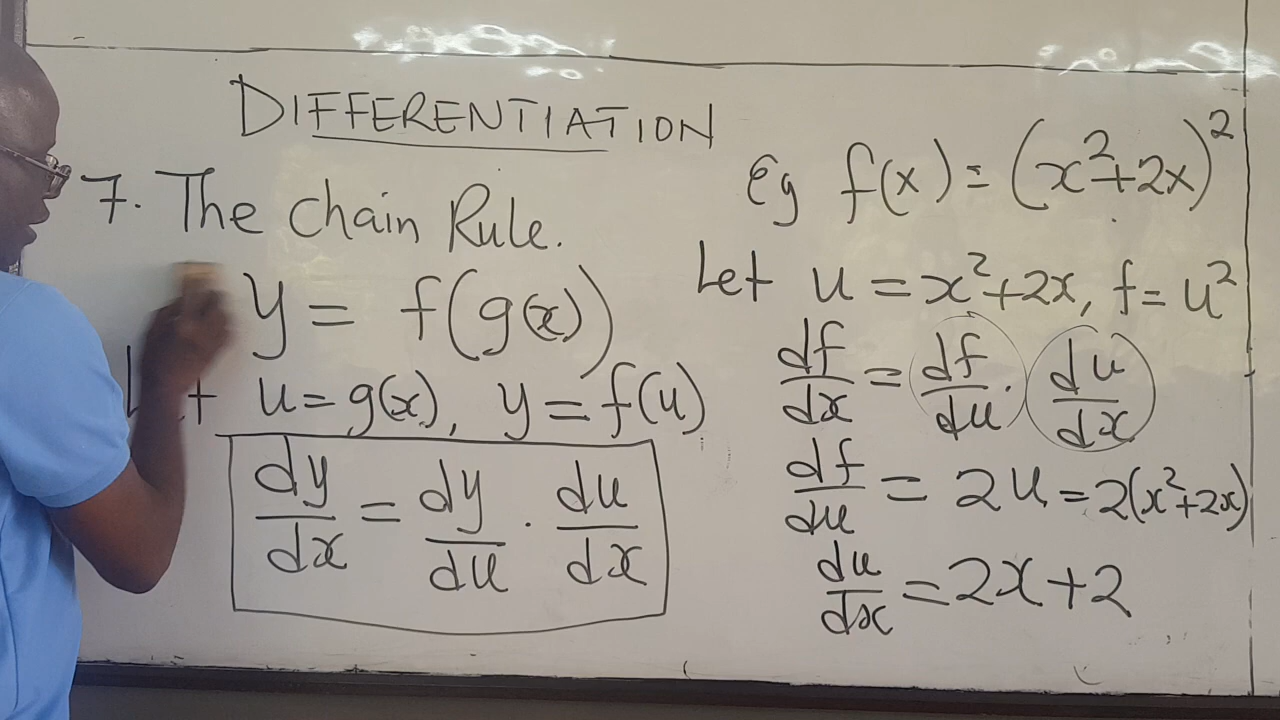 DIFFERENTIATION
7. The Chain Rule.
y = f(g(x))
u = g(x), y = f(u)
dy/dx = dy/du . du/dx
Eg f(x) = (x²+2x)²
Let u = x²+2x, f = u²
df/dx = df/du . du/dx
df/du = 2u = 2(x²+2x)
du/dx = 2x+2